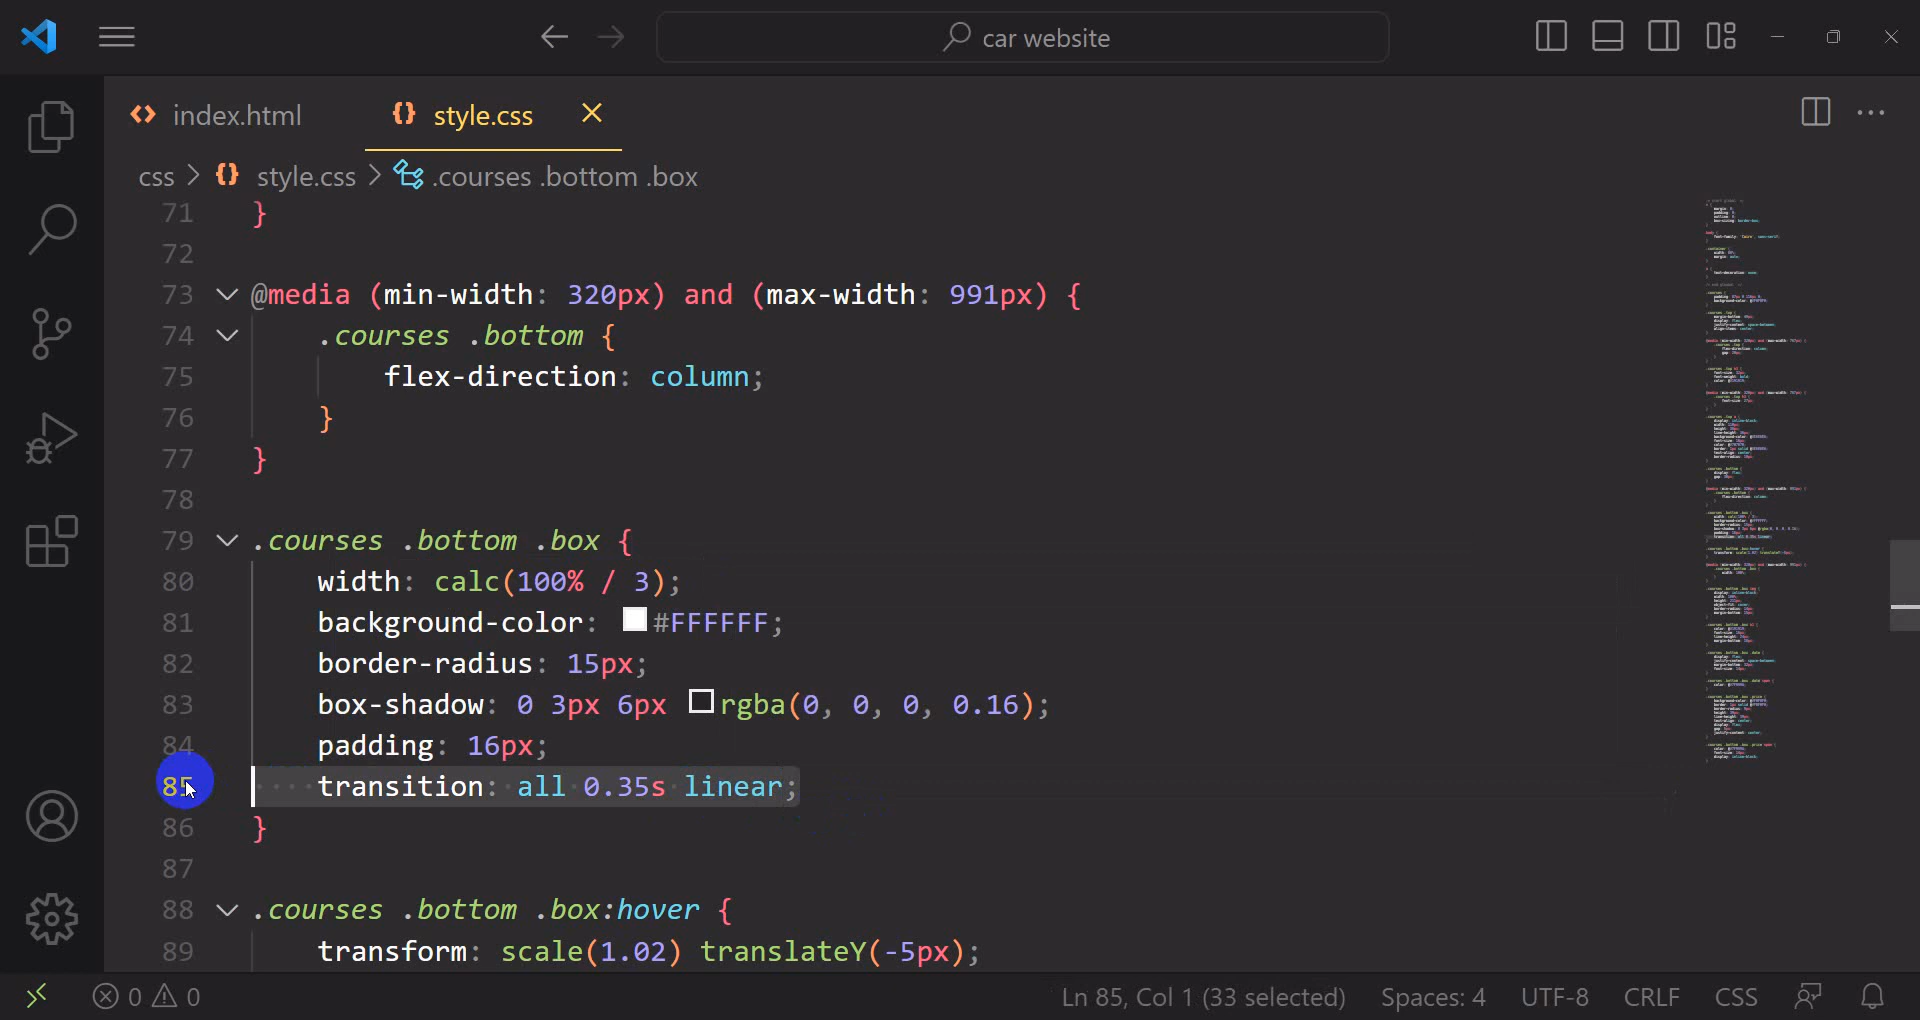 car website
index.html
style.css
css > style.css > .courses .bottom .box
71 }
72
73 @media (min-width: 320px) and (max-width: 991px) {
74 .courses .bottom {
75 flex-direction: column;
76 }
77 }
78
79 .courses .bottom .box {
80 width: calc(100% / 3);
81 background-color: #FFFFFF;
82 border-radius: 15px;
83 box-shadow: 0 3px 6px rgba(0, 0, 0, 0.16);
84 padding: 16px;
85 transition: all 0.35s linear;
86 }
87
88 .courses .bottom .box:hover {
89 transform: scale(1.02) translateY(-5px);
0 0
Ln 85, Col 1 (33 selected) Spaces: 4 UTF-8 CRLF CSS